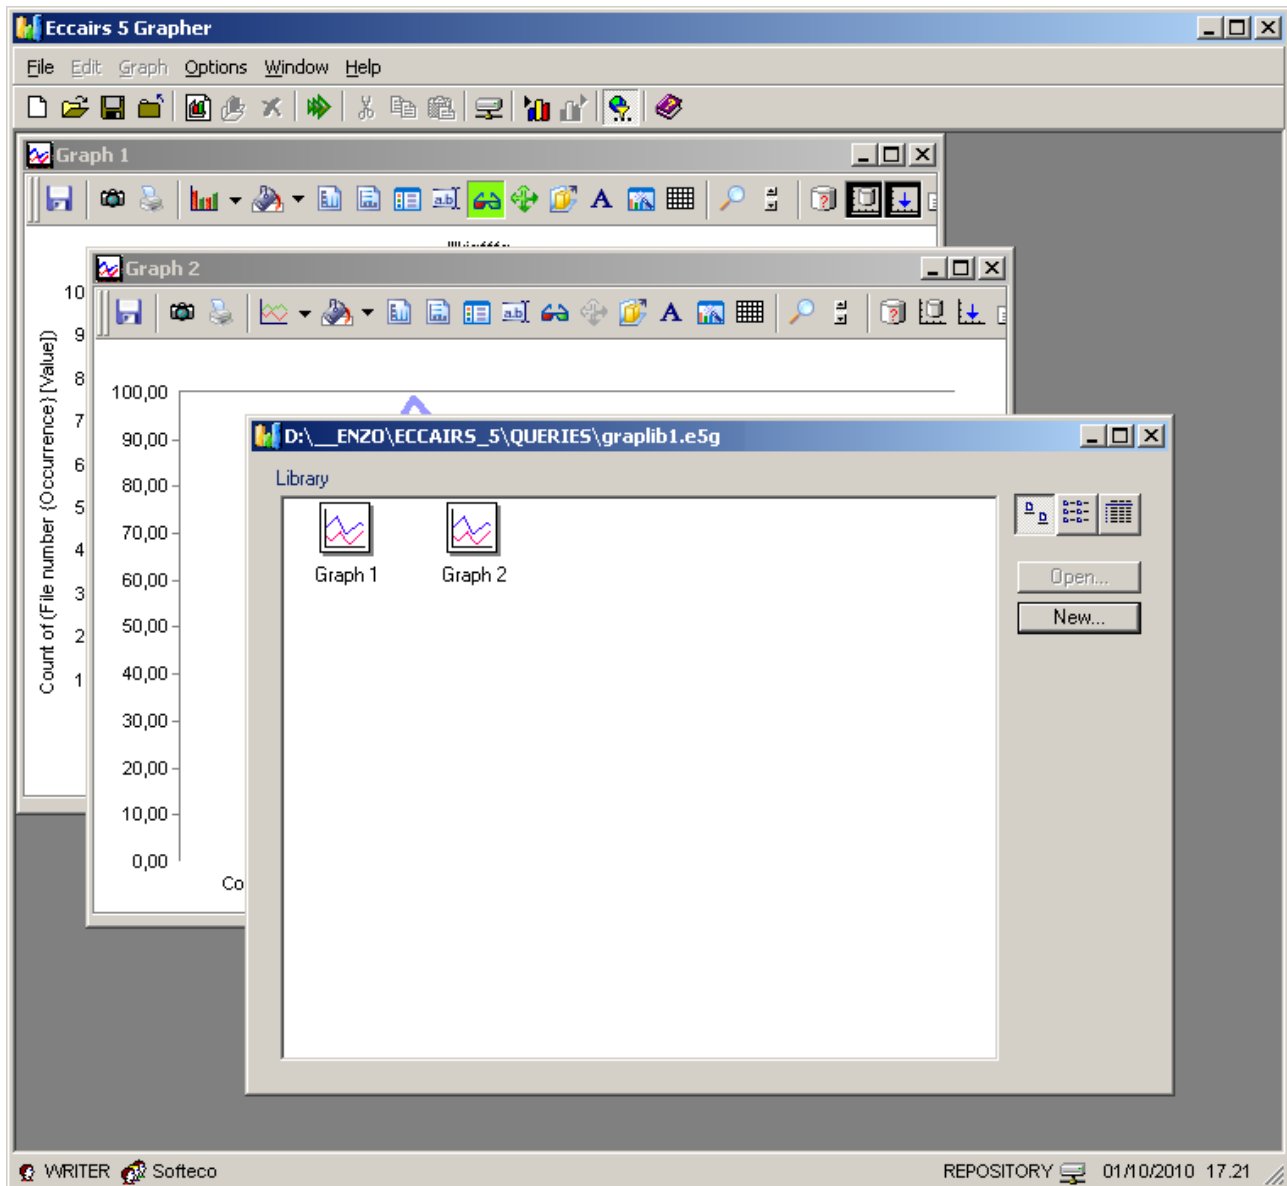 Eccairs 5 Grapher
File Edit Graph Options Window Help
Graph 1
10
9
8
7
6
5
4
3
2
1
Count of (File number {Occurrence} [Value])
Graph 2
100,00
90,00
80,00
70,00
60,00
50,00
40,00
30,00
20,00
10,00
0,00
Co
D:\__ENZO\ECCAIRS_5\QUERIES\graplib1.e5g
Library
Graph 1 Graph 2
Open...
New...
WRITER Softeco REPOSITORY 01/10/2010 17.21